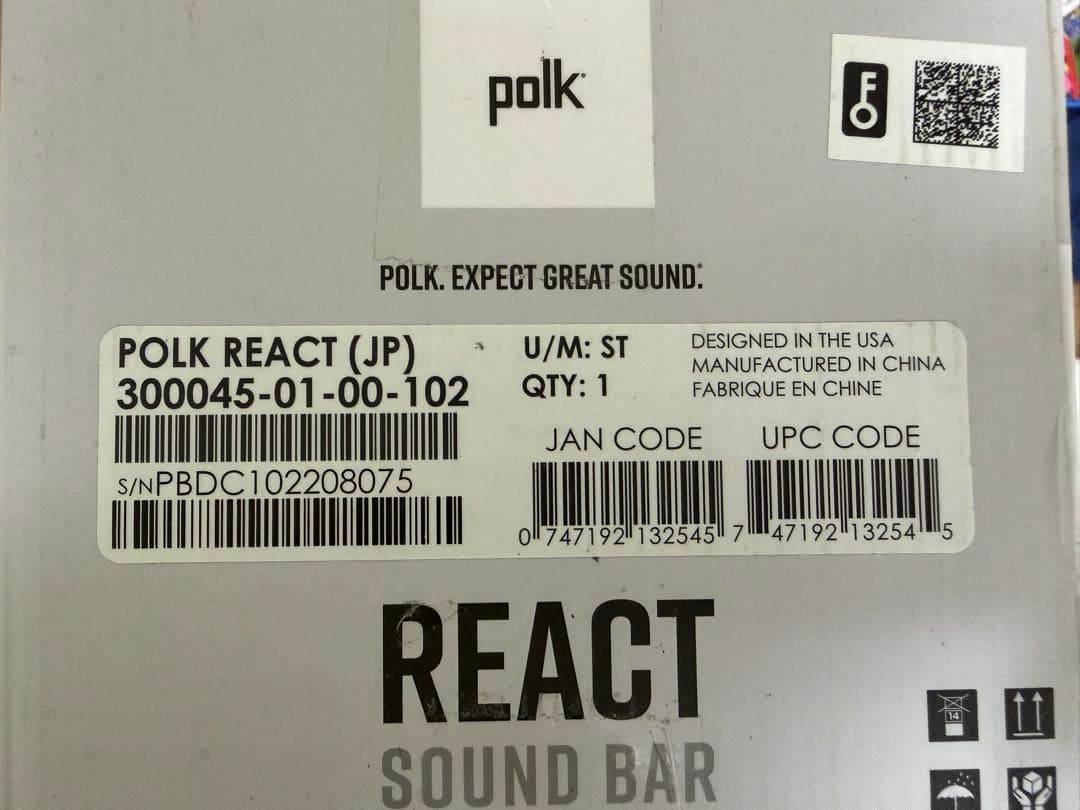 polk
FO
POLK. EXPECT GREAT SOUND.
POLK REACT (JP)
300045-01-00-102
S/NPBDC102208075
U/M: ST
QTY: 1
DESIGNED IN THE USA
MANUFACTURED IN CHINA
FABRIQUE EN CHINE
JAN CODE
0 747192 132545
UPC CODE
7 47192 13254 5
REACT
SOUND BAR
14